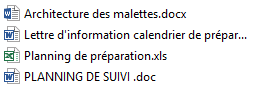 Architecture des malettes.docx
Lettre d'information calendrier de prépar...
Planning de préparation.xls
PLANNING DE SUIVI .doc